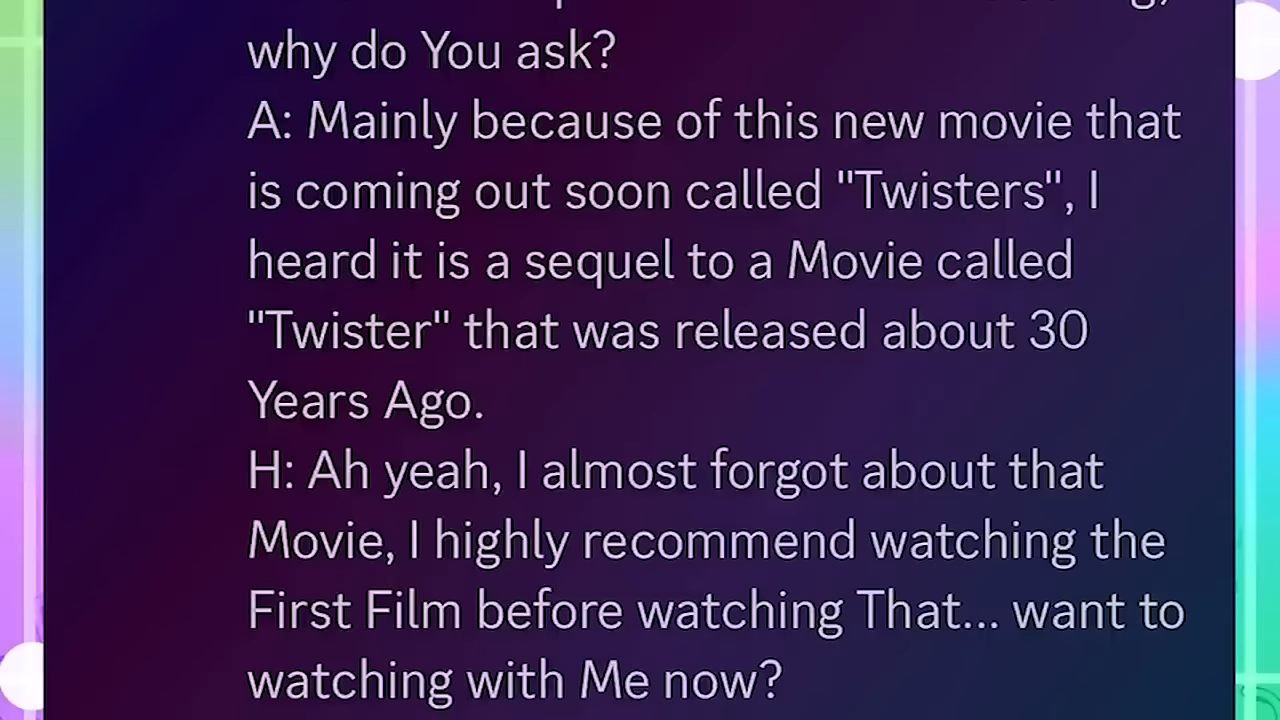 why do You ask?
A: Mainly because of this new movie that
is coming out soon called "Twisters", I
heard it is a sequel to a Movie called
"Twister" that was released about 30
Years Ago.
H: Ah yeah, I almost forgot about that
Movie, I highly recommend watching the
First Film before watching That... want to
watching with Me now?